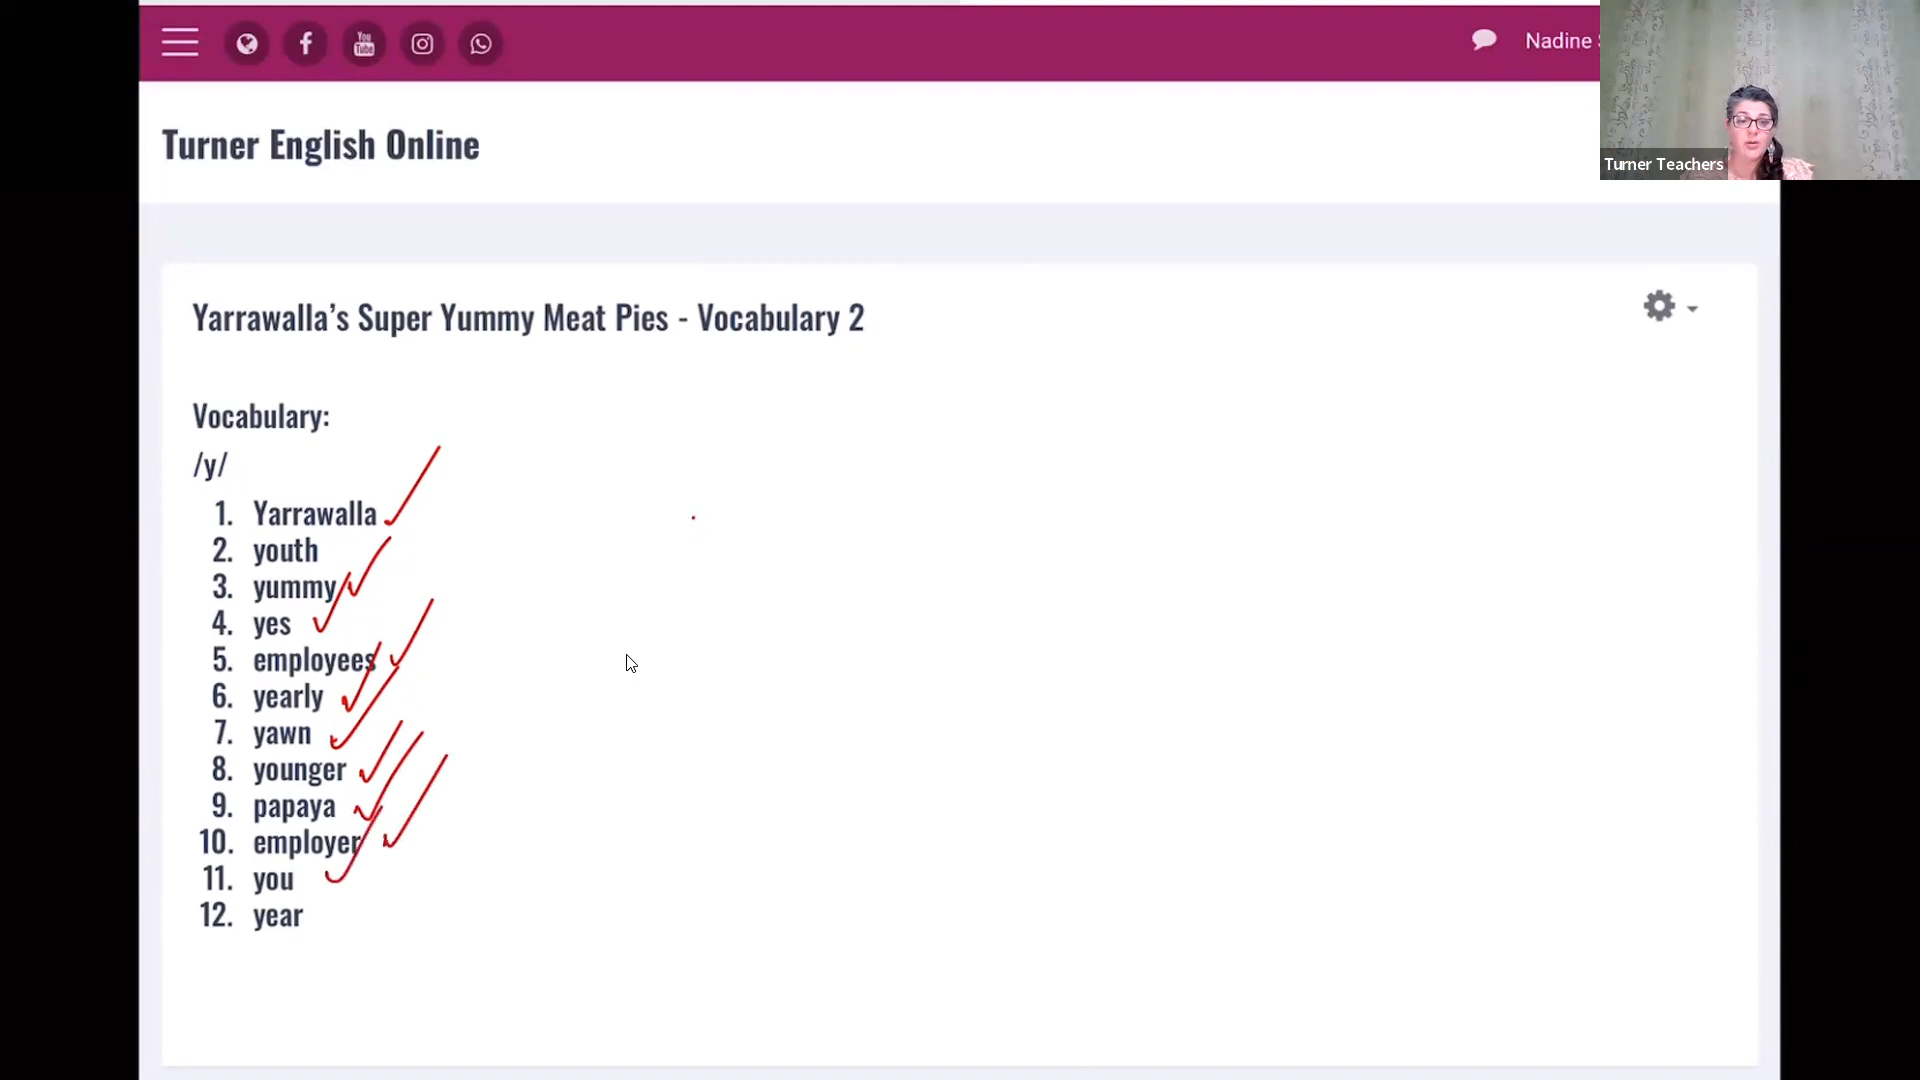 You
Tube
Nadine
Turner Teachers
Turner English Online
Yarrawalla’s Super Yummy Meat Pies - Vocabulary 2
Vocabulary:
/y/
1. Yarrawalla
2. youth
3. yummy
4. yes
5. employees
6. yearly
7. yawn
8. younger
9. papaya
10. employer
11. you
12. year